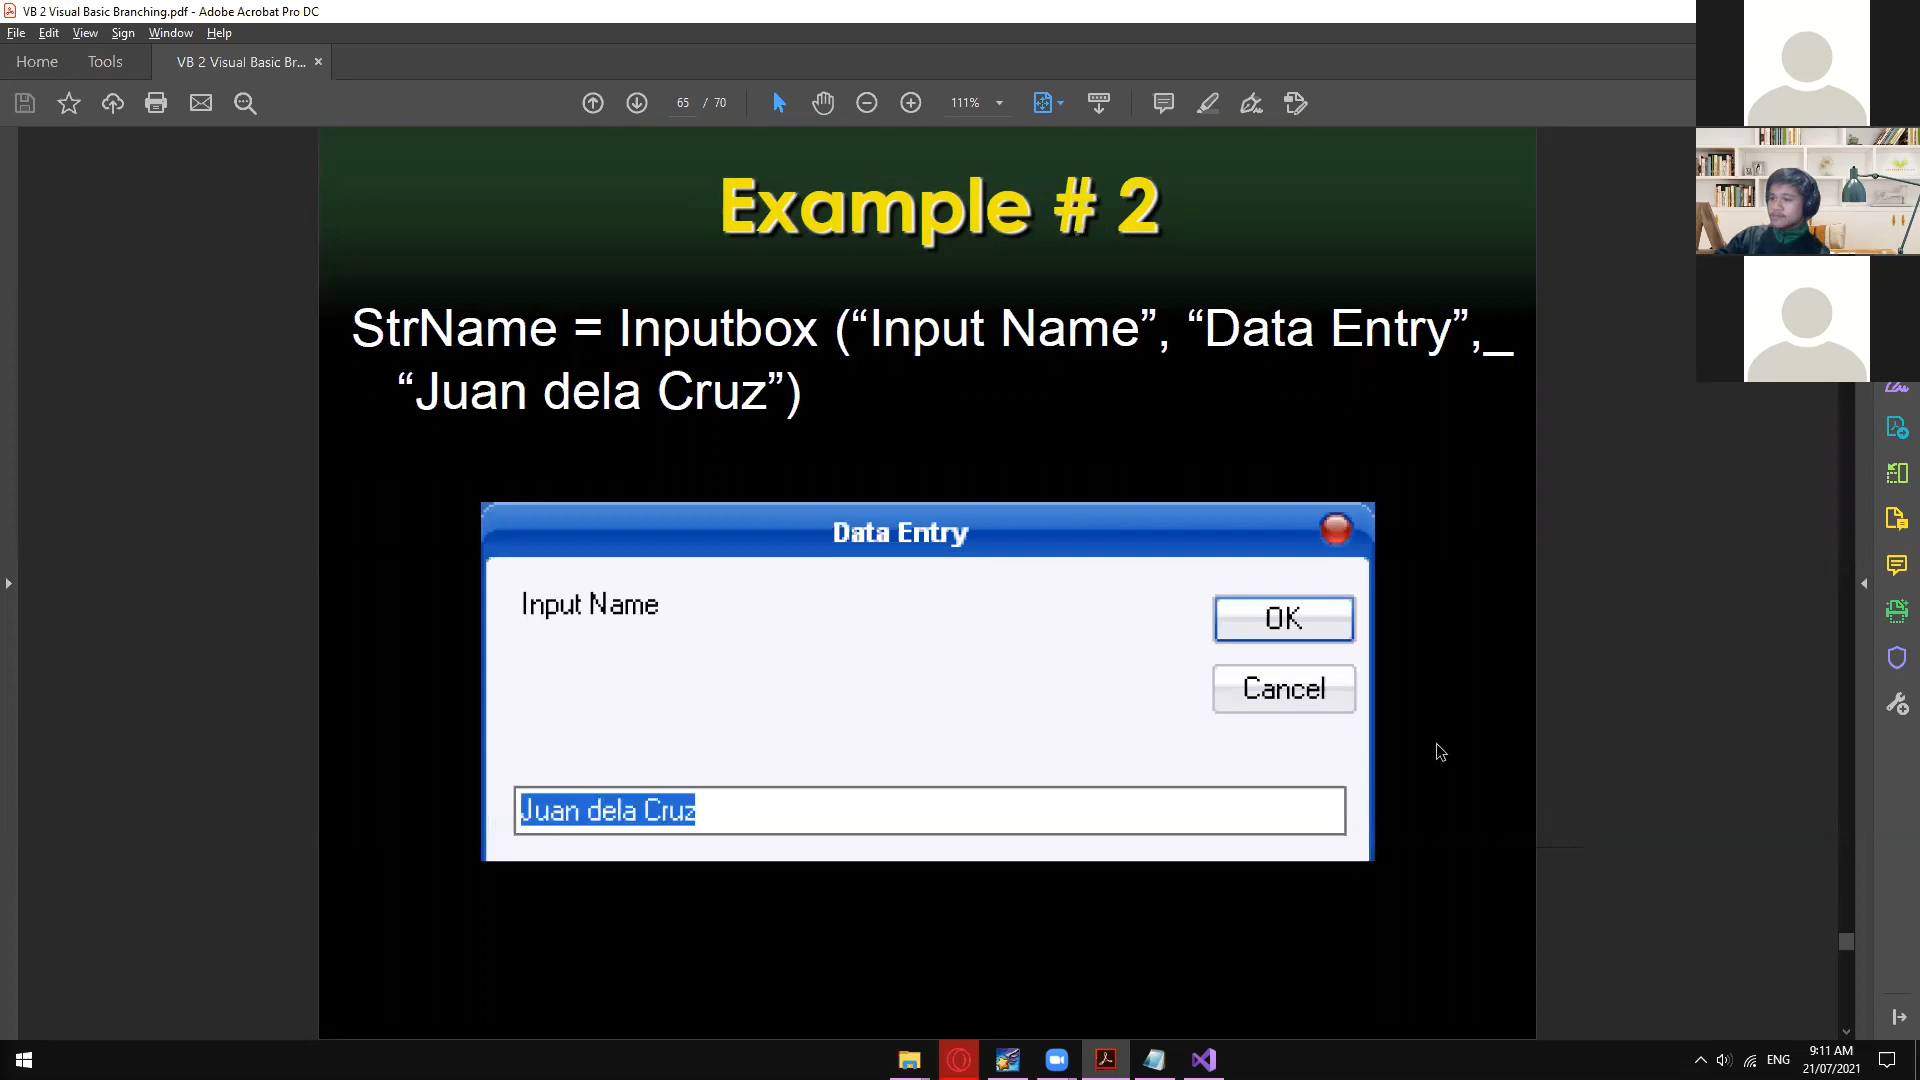 VB 2 Visual Basic Branching.pdf - Adobe Acrobat Pro DC
File Edit View Sign Window Help
Home Tools VB 2 Visual Basic Br... ×
65 / 70 111%
Example # 2
StrName = Inputbox (“Input Name”, “Data Entry”,_
“Juan dela Cruz”)
Data Entry
Input Name
OK
Cancel
Juan dela Cruz
ENG 9:11 AM
21/07/2021